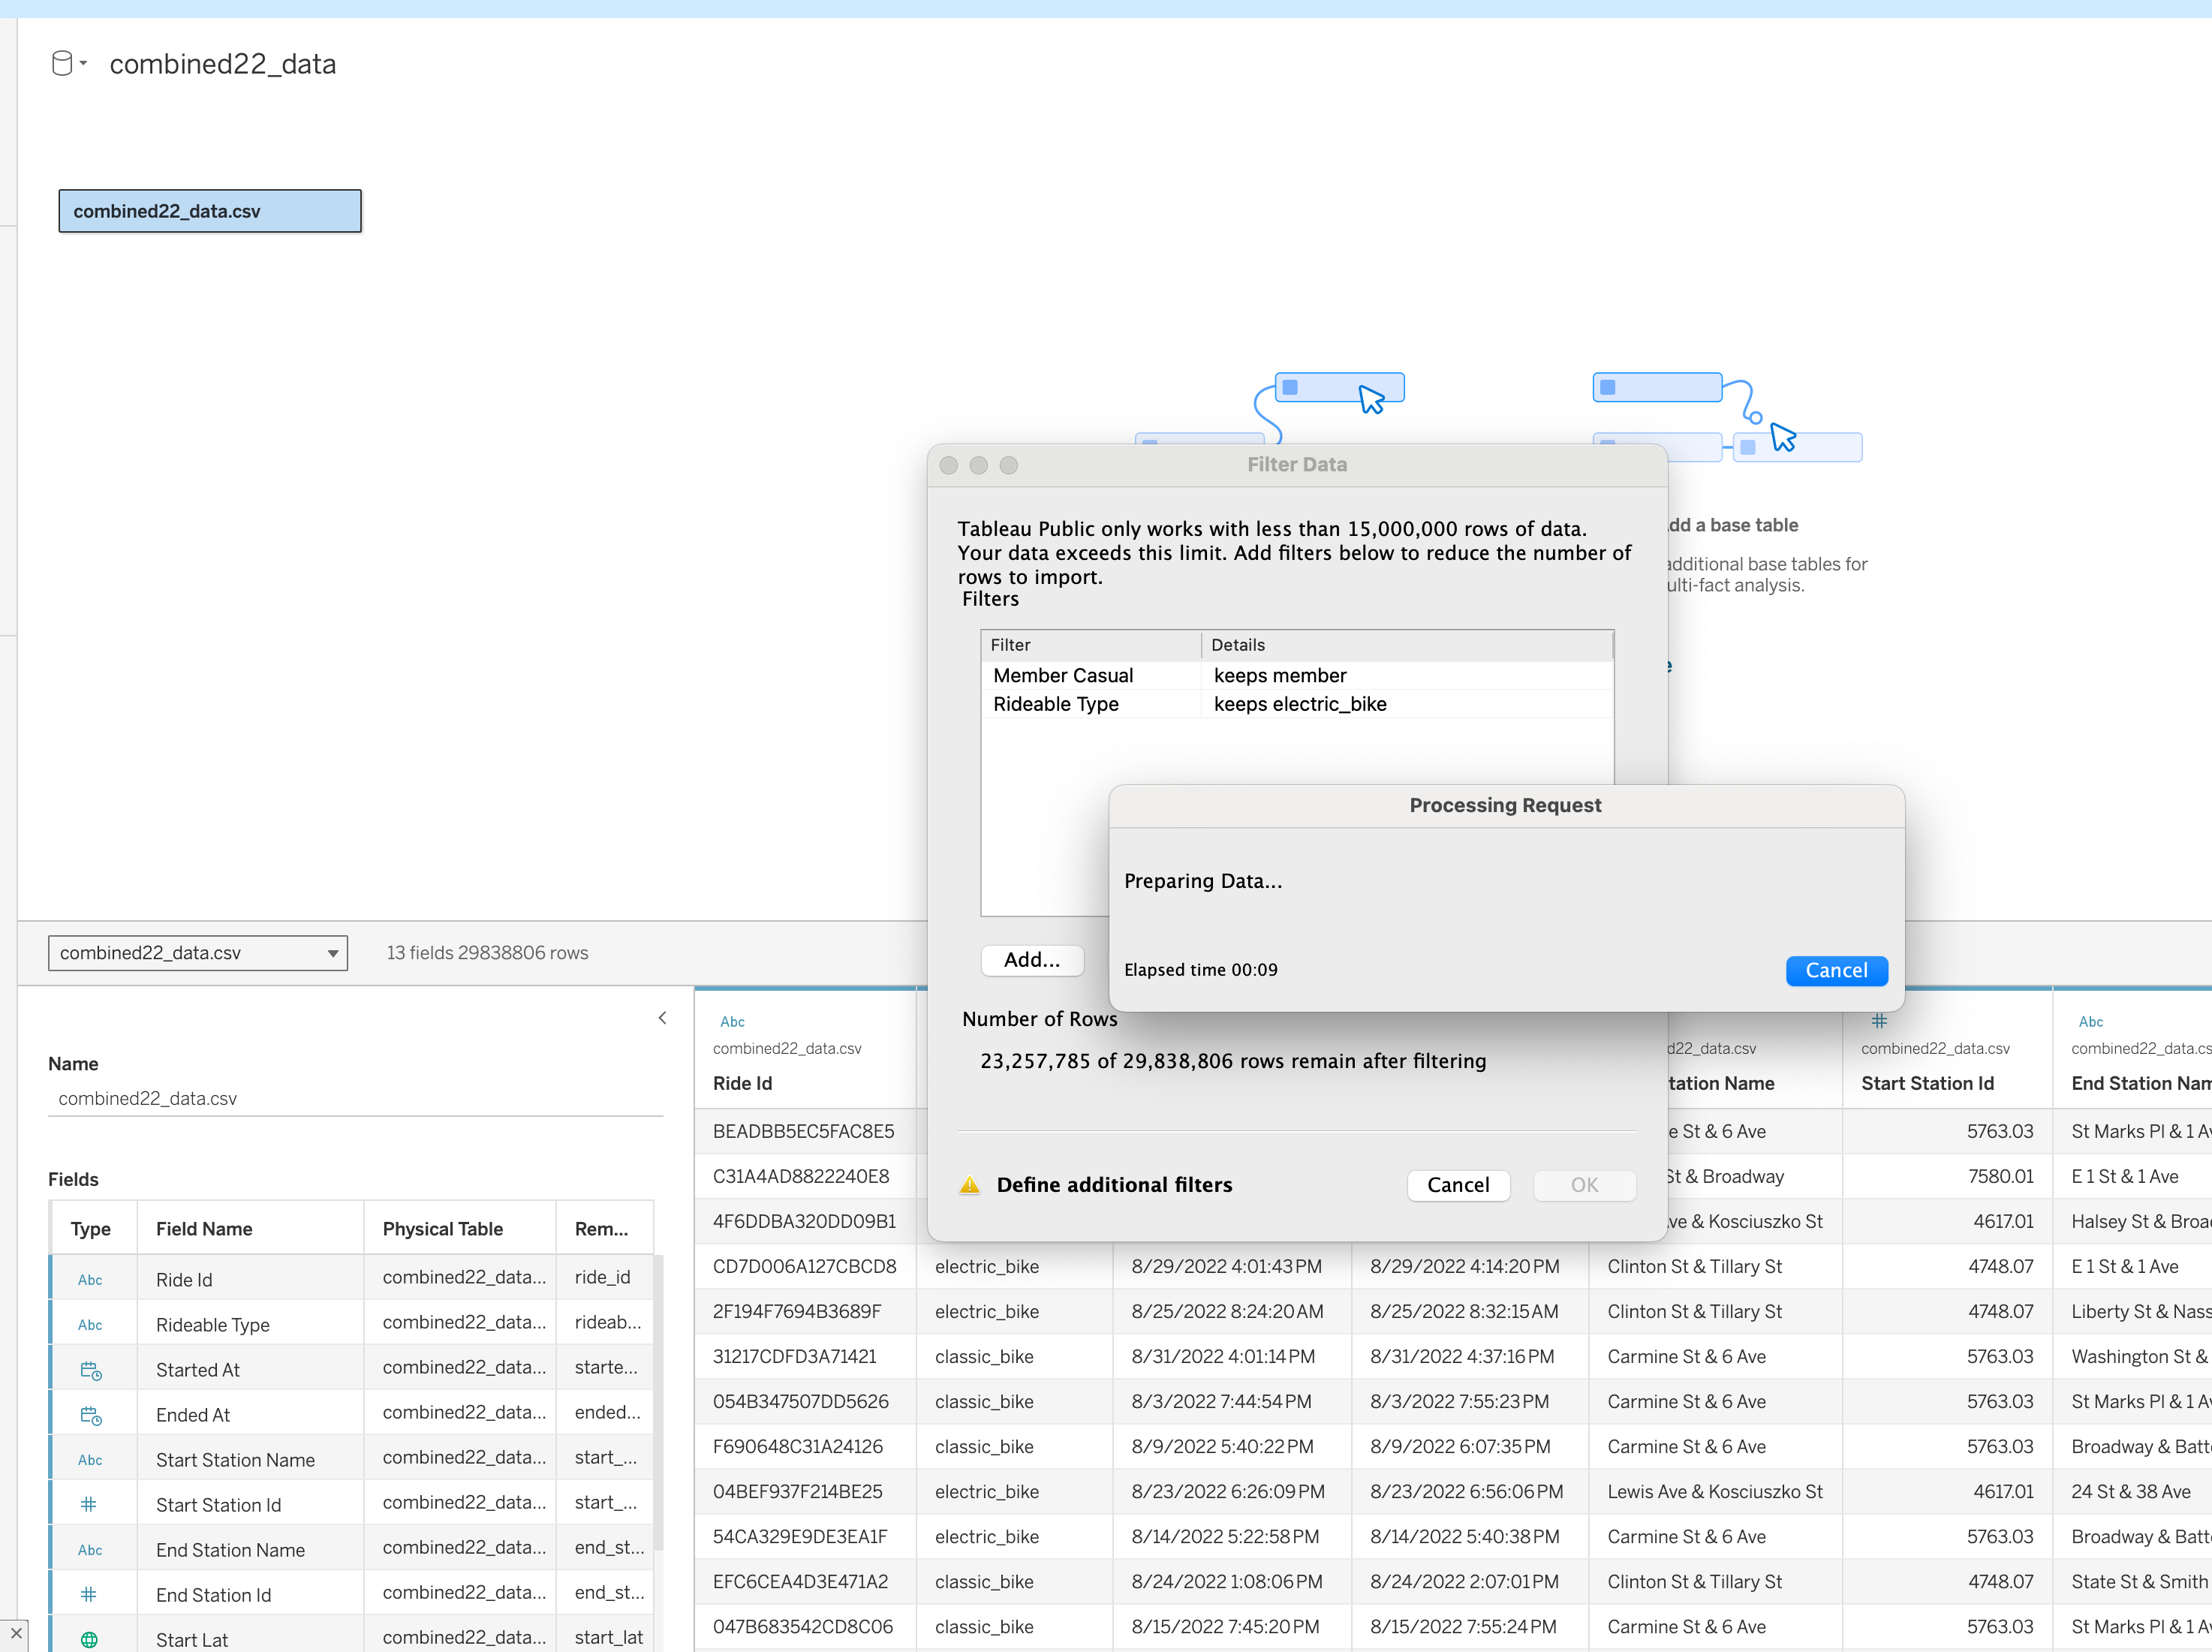 combined22_data
combined22_data.csv
Filter Data
Tableau Public only works with less than 15,000,000 rows of data.
Your data exceeds this limit. Add filters below to reduce the number of
rows to import.
Filters
Filter Details
Member Casual keeps member
Rideable Type keeps electric_bike
Add...
Number of Rows
23,257,785 of 29,838,806 rows remain after filtering
Define additional filters
Cancel OK
Processing Request
Preparing Data...
Elapsed time 00:09
Cancel
dd a base table
additional base tables for
ulti-fact analysis.
e
combined22_data.csv
13 fields 29838806 rows
Name
combined22_data.csv
Fields
Type Field Name Physical Table Rem...
Abc Ride Id combined22_data... ride_id
Abc Rideable Type combined22_data... rideab...
Started At combined22_data... starte...
Ended At combined22_data... ended...
Abc Start Station Name combined22_data... start_...
# Start Station Id combined22_data... start_...
Abc End Station Name combined22_data... end_st...
# End Station Id combined22_data... end_st...
Start Lat combined22_data... start_lat
Abc # Abc
combined22_data.csv d22_data.csv combined22_data.csv combined22_data.cs
Ride Id tation Name Start Station Id End Station Nam
BEADBB5EC5FAC8E5 e St & 6 Ave 5763.03 St Marks Pl & 1 Av
C31A4AD8822240E8 St & Broadway 7580.01 E 1 St & 1 Ave
4F6DDBA320DD09B1 ve & Kosciuszko St 4617.01 Halsey St & Broa
CD7D006A127CBCD8 electric_bike 8/29/2022 4:01:43 PM 8/29/2022 4:14:20 PM Clinton St & Tillary St 4748.07 E 1 St & 1 Ave
2F194F7694B3689F electric_bike 8/25/2022 8:24:20 AM 8/25/2022 8:32:15 AM Clinton St & Tillary St 4748.07 Liberty St & Nass
31217CDFD3A71421 classic_bike 8/31/2022 4:01:14 PM 8/31/2022 4:37:16 PM Carmine St & 6 Ave 5763.03 Washington St &
054B347507DD5626 classic_bike 8/3/2022 7:44:54 PM 8/3/2022 7:55:23 PM Carmine St & 6 Ave 5763.03 St Marks Pl & 1 Av
F690648C31A24126 classic_bike 8/9/2022 5:40:22 PM 8/9/2022 6:07:35 PM Carmine St & 6 Ave 5763.03 Broadway & Batt
04BEF937F214BE25 electric_bike 8/23/2022 6:26:09 PM 8/23/2022 6:56:06 PM Lewis Ave & Kosciuszko St 4617.01 24 St & 38 Ave
54CA329E9DE3EA1F electric_bike 8/14/2022 5:22:58 PM 8/14/2022 5:40:38 PM Carmine St & 6 Ave 5763.03 Broadway & Batt
EFC6CEA4D3E471A2 classic_bike 8/24/2022 1:08:06 PM 8/24/2022 2:07:01 PM Clinton St & Tillary St 4748.07 State St & Smith
047B683542CD8C06 classic_bike 8/15/2022 7:45:20 PM 8/15/2022 7:55:24 PM Carmine St & 6 Ave 5763.03 St Marks Pl & 1 Av